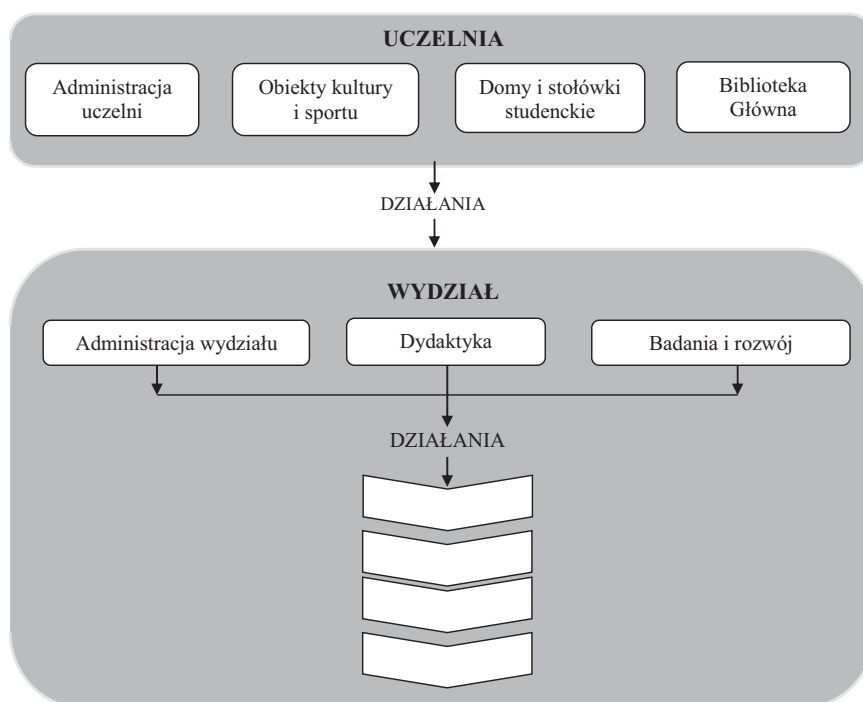 UCZELNIA
Administracja
uczelni
Obiekty kultury
i sportu
Domy i stołówki
studenckie
Biblioteka
Główna
DZIAŁANIA
WYDZIAŁ
Administracja wydziału
Dydaktyka
Badania i rozwój
DZIAŁANIA